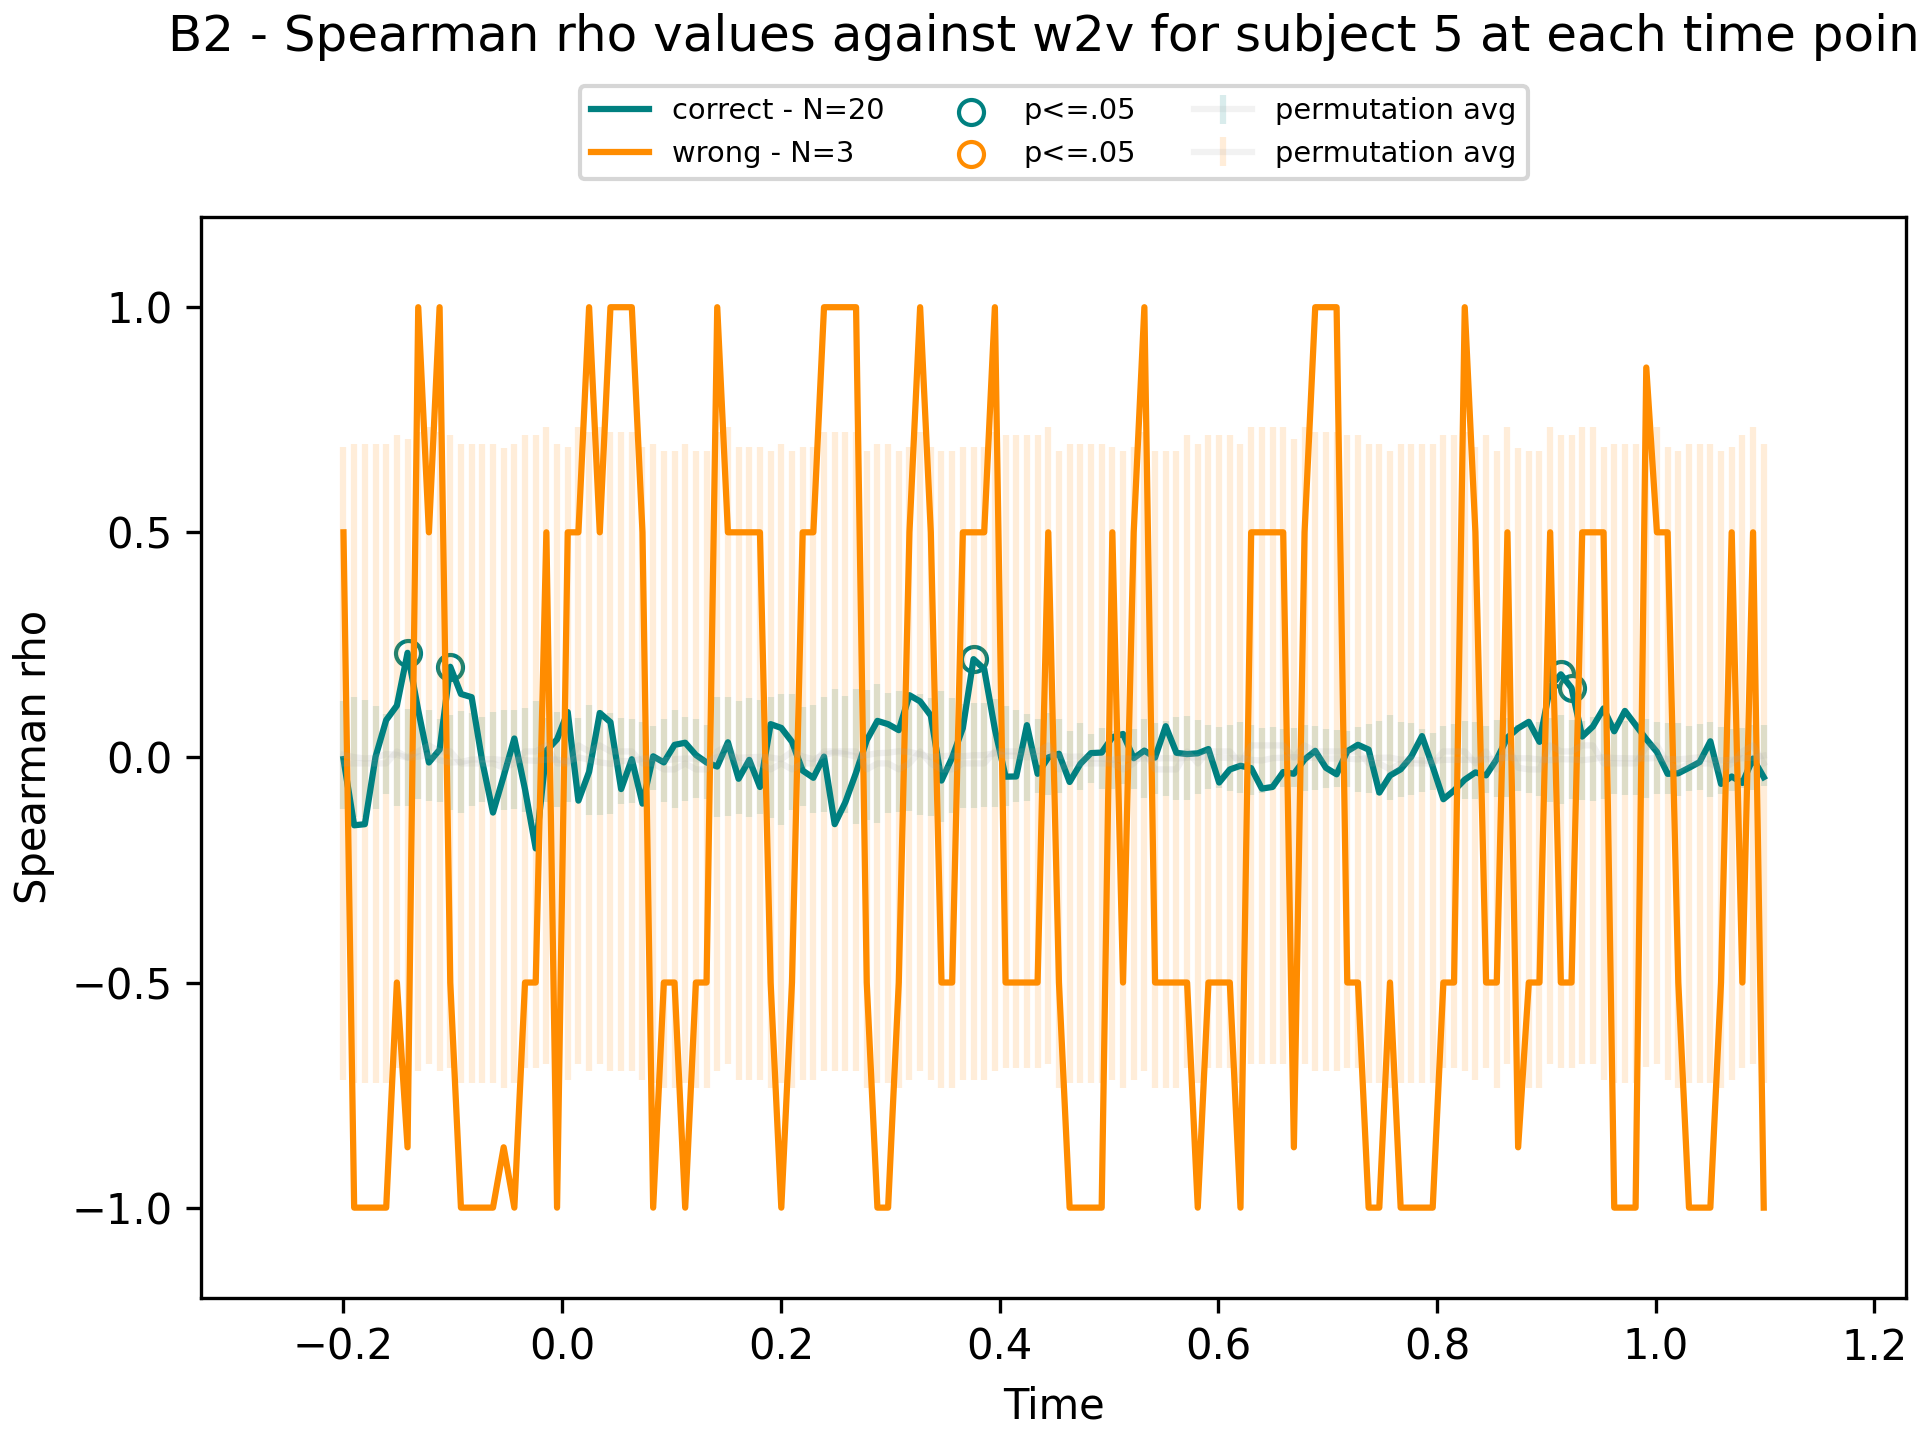 B2 - Spearman rho values against w2v for subject 5 at each time poin
correct - N=20
wrong - N=3
p<=.05
p<=.05
permutation avg
permutation avg
Spearman rho
1.0
0.5
0.0
−0.5
−1.0
−0.2 0.0 0.2 0.4 0.6 0.8 1.0 1.2
Time